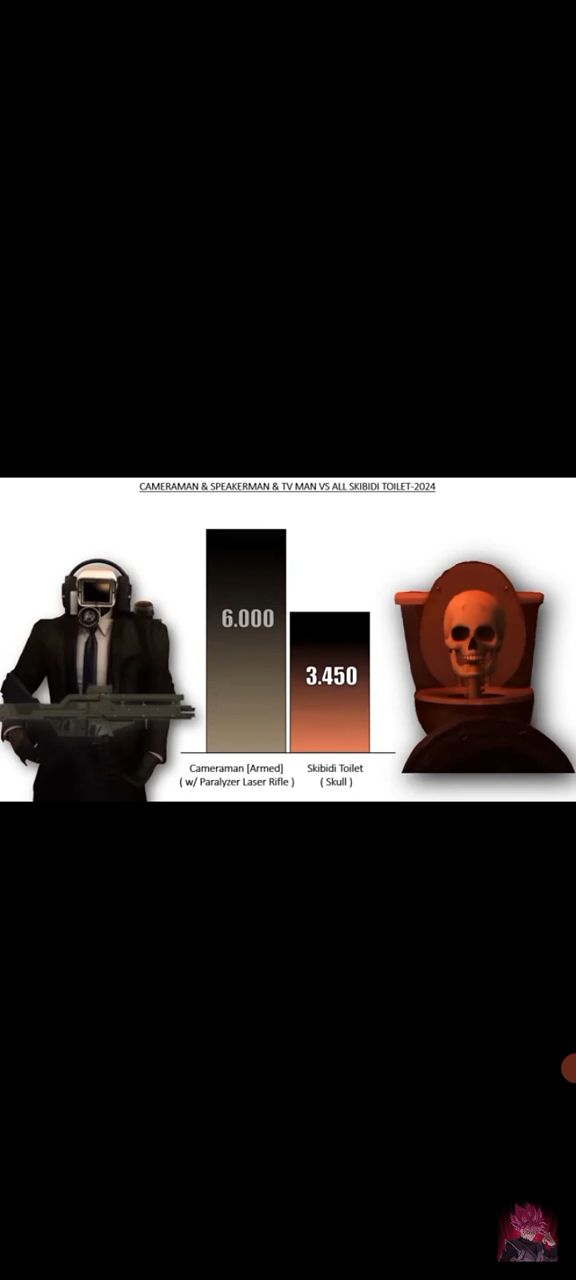 CAMERAMAN & SPEAKERMAN & TV MAN VS ALL SKIBIDI TOILET-2024
6.000
3.450
Cameraman [Armed]
( w/ Paralyzer Laser Rifle )
Skibidi Toilet
( Skull )